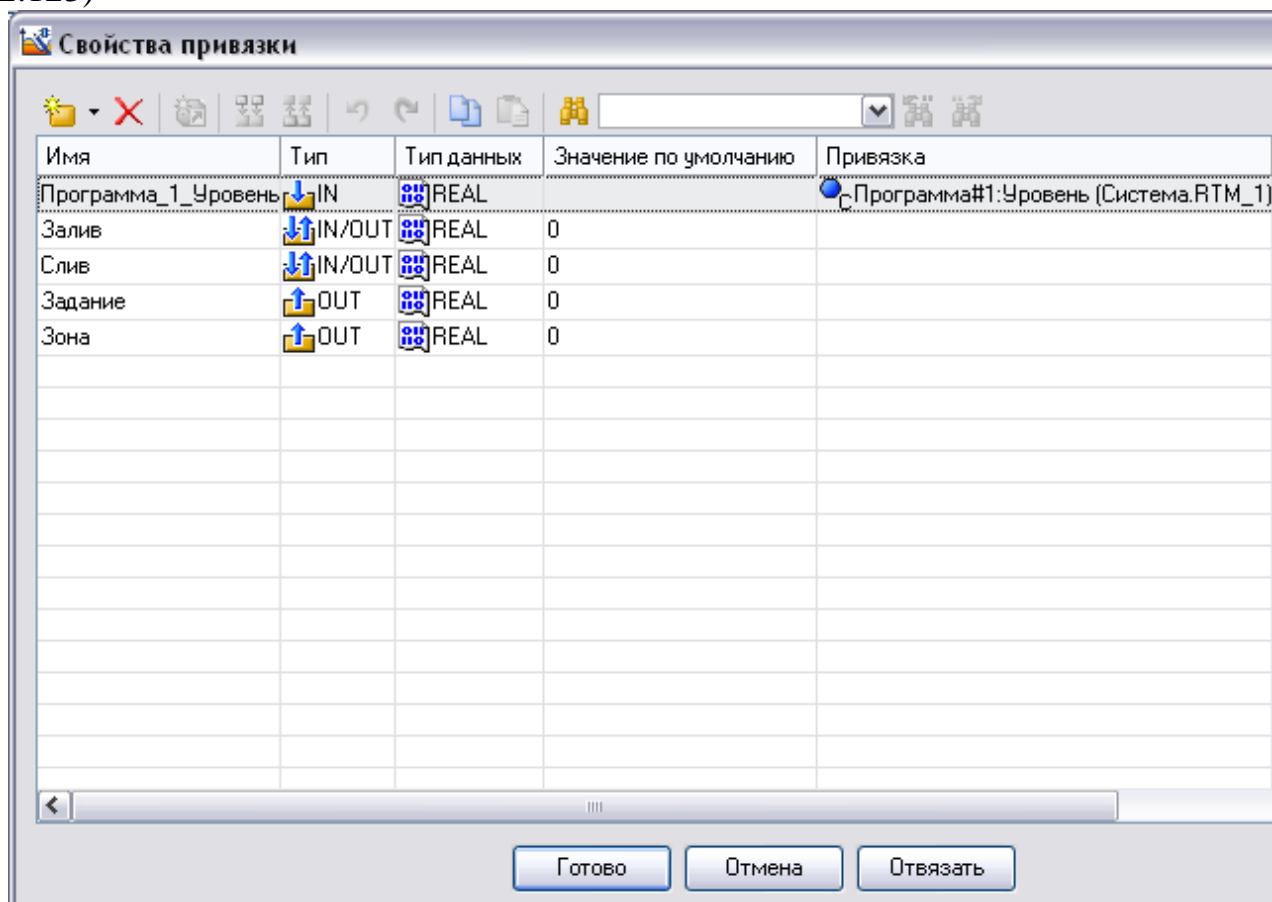 2.123)
Свойства привязки
Имя Тип Тип данных Значение по умолчанию Привязка
Программа_1_Уровень IN REAL Программа#1:Уровень (Система.RTM_1)
Залив IN/OUT REAL 0
Слив IN/OUT REAL 0
Задание OUT REAL 0
Зона OUT REAL 0
Готово Отмена Отвязать